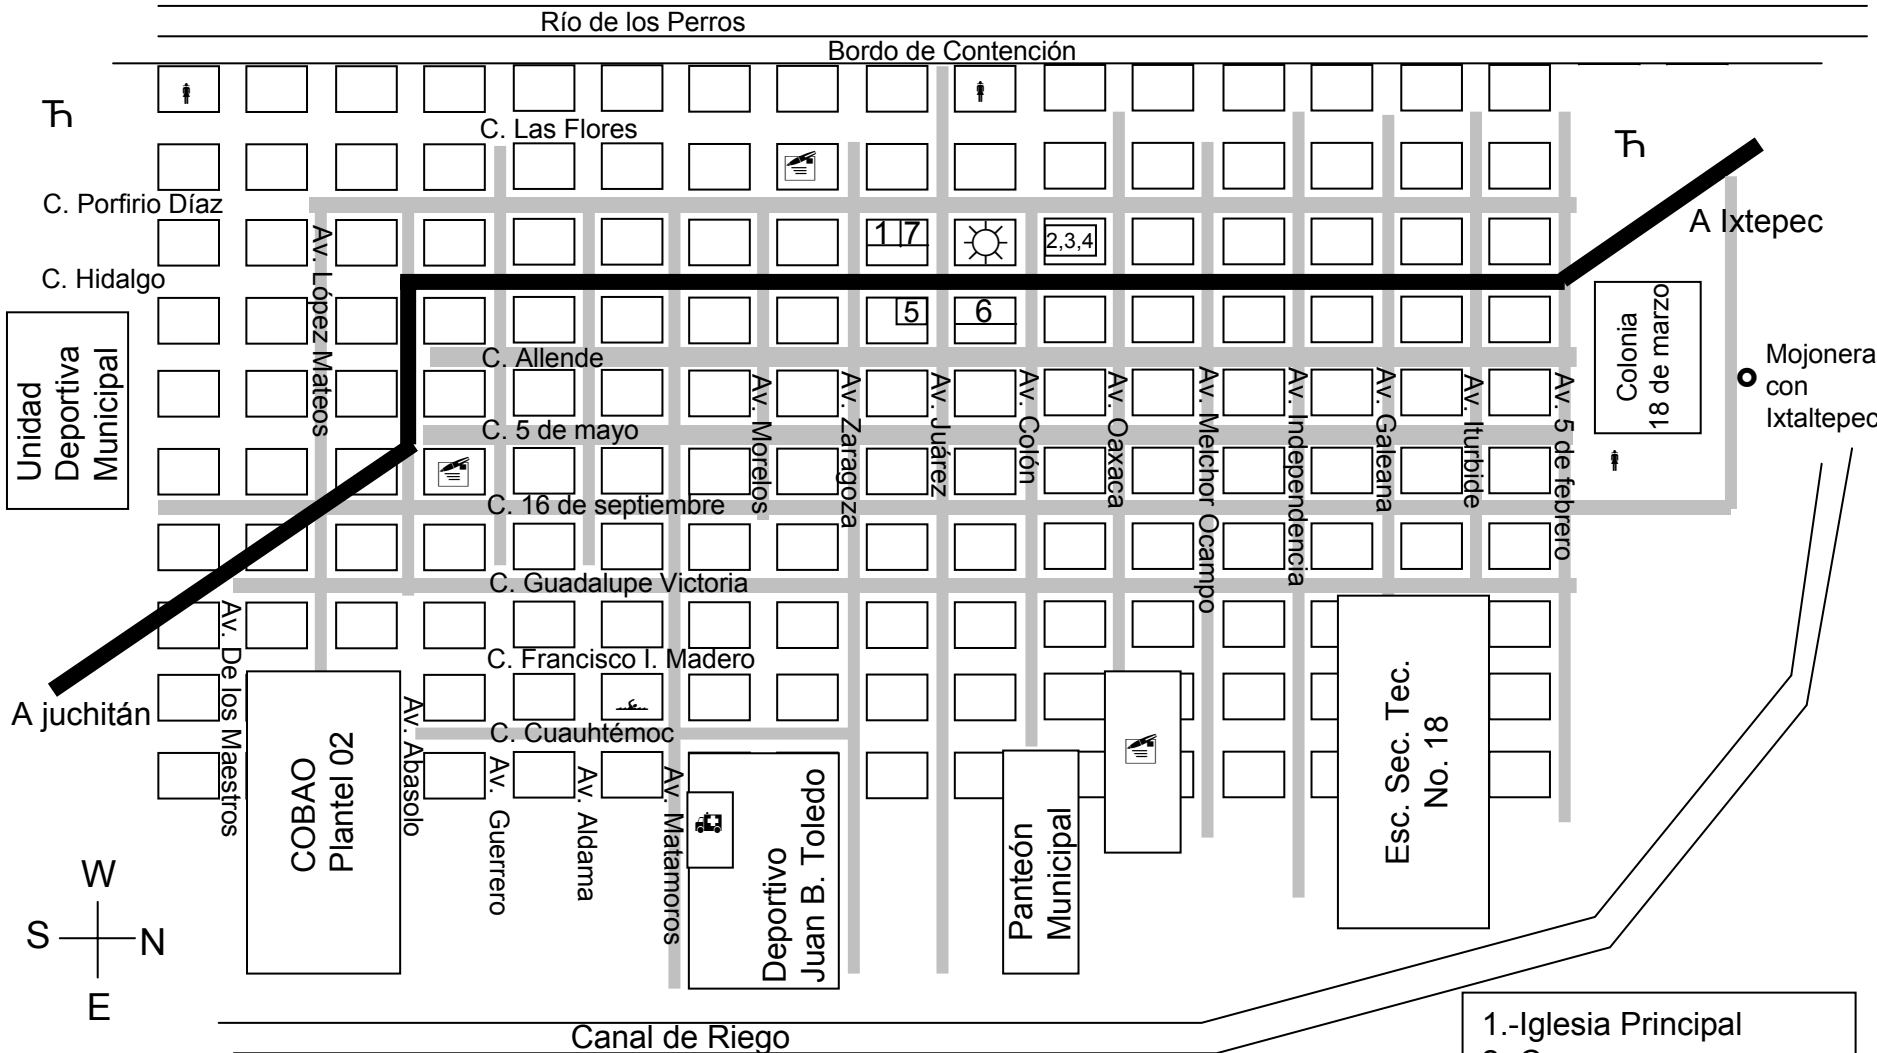 Río de los Perros
Bordo de Contención
C. Las Flores
C. Porfirio Díaz
A Ixtepec
1 7
2,3,4
C. Hidalgo
5
6
Av. López Mateos
Unidad
Deportiva
Municipal
C. Allende
Colonia
18 de marzo
Mojonera
con
Ixtaltepec
C. 5 de mayo
Av. Morelos
Av. Zaragoza
Av. Juárez
Av. Colón
Av. Oaxaca
Av. Melchor Ocampo
Av. Independencia
Av. Galeana
Av. Iturbide
Av. 5 de febrero
C. 16 de septiembre
C. Guadalupe Victoria
C. Francisco I. Madero
A juchitán
Av. De los Maestros
COBAO
Plantel 02
Av. Abasolo
C. Cuauhtémoc
Av. Guerrero
Av. Aldama
Av. Matamoros
Deportivo
Juan B. Toledo
Panteón
Municipal
Esc. Sec. Tec.
No. 18
W
S
N
E
Canal de Riego
1.-Iglesia Principal